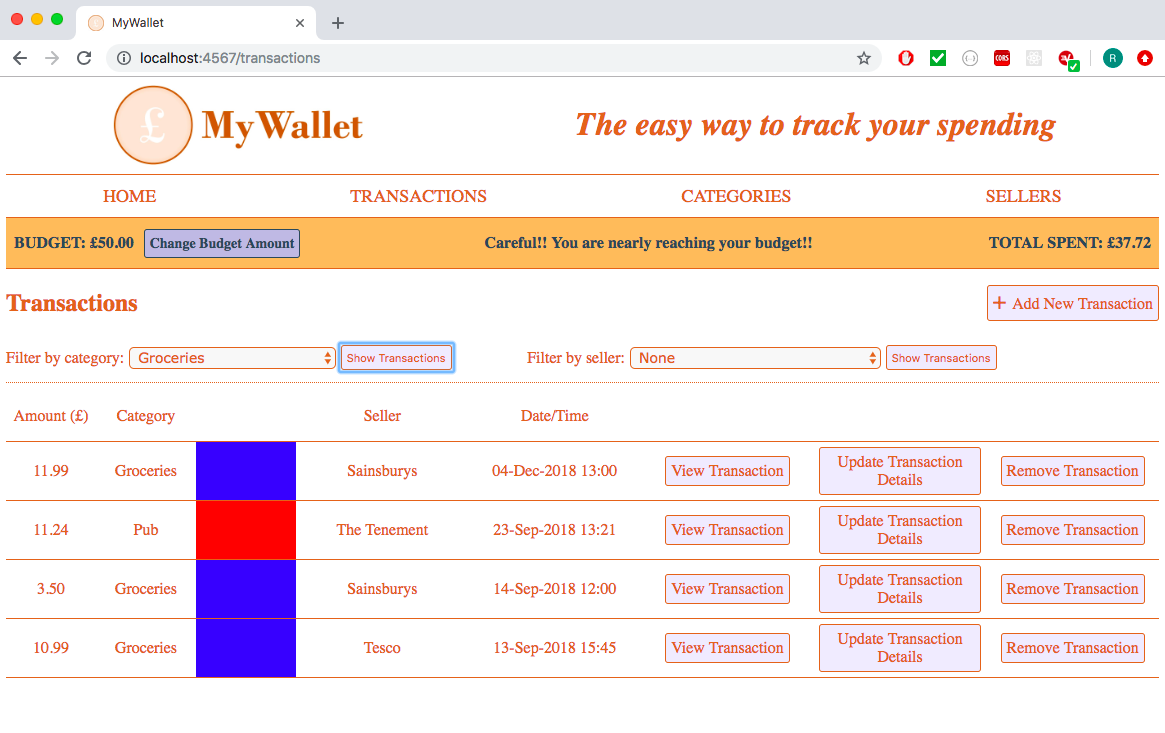 MyWallet
localhost:4567/transactions
CORS
R
£
MyWallet
The easy way to track your spending
HOME TRANSACTIONS CATEGORIES SELLERS
BUDGET: £50.00 Change Budget Amount Careful!! You are nearly reaching your budget!! TOTAL SPENT: £37.72
Transactions
+ Add New Transaction
Filter by category: Groceries Show Transactions Filter by seller: None Show Transactions
Amount (£) Category Seller Date/Time
11.99 Groceries Sainsburys 04-Dec-2018 13:00 View Transaction Update Transaction Details Remove Transaction
11.24 Pub The Tenement 23-Sep-2018 13:21 View Transaction Update Transaction Details Remove Transaction
3.50 Groceries Sainsburys 14-Sep-2018 12:00 View Transaction Update Transaction Details Remove Transaction
10.99 Groceries Tesco 13-Sep-2018 15:45 View Transaction Update Transaction Details Remove Transaction